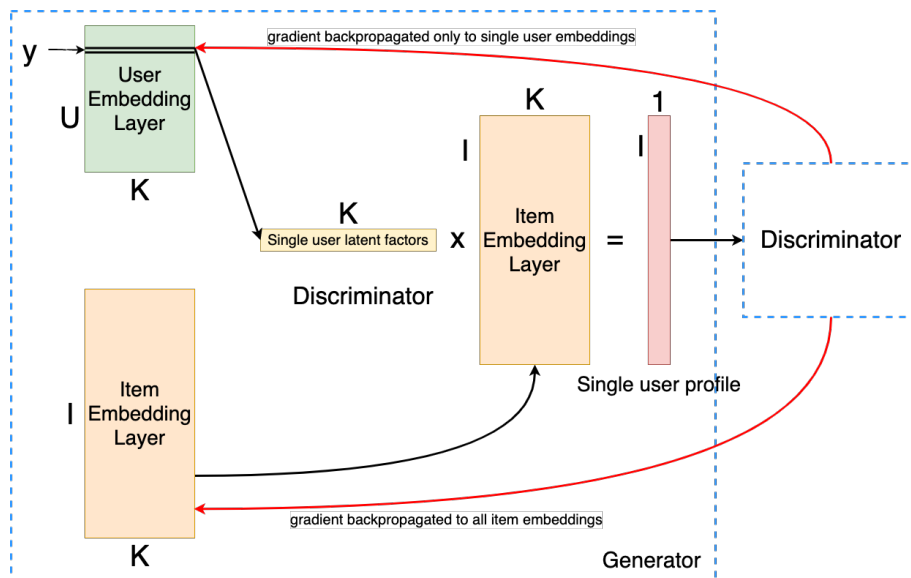 gradient backpropagated only to single user embeddings
y
User
Embedding
Layer
U
K
K
1
I
I
K
Single user latent factors
x
Item
Embedding
Layer
=
Discriminator
Discriminator
Single user profile
Item
Embedding
Layer
I
gradient backpropagated to all item embeddings
K
Generator